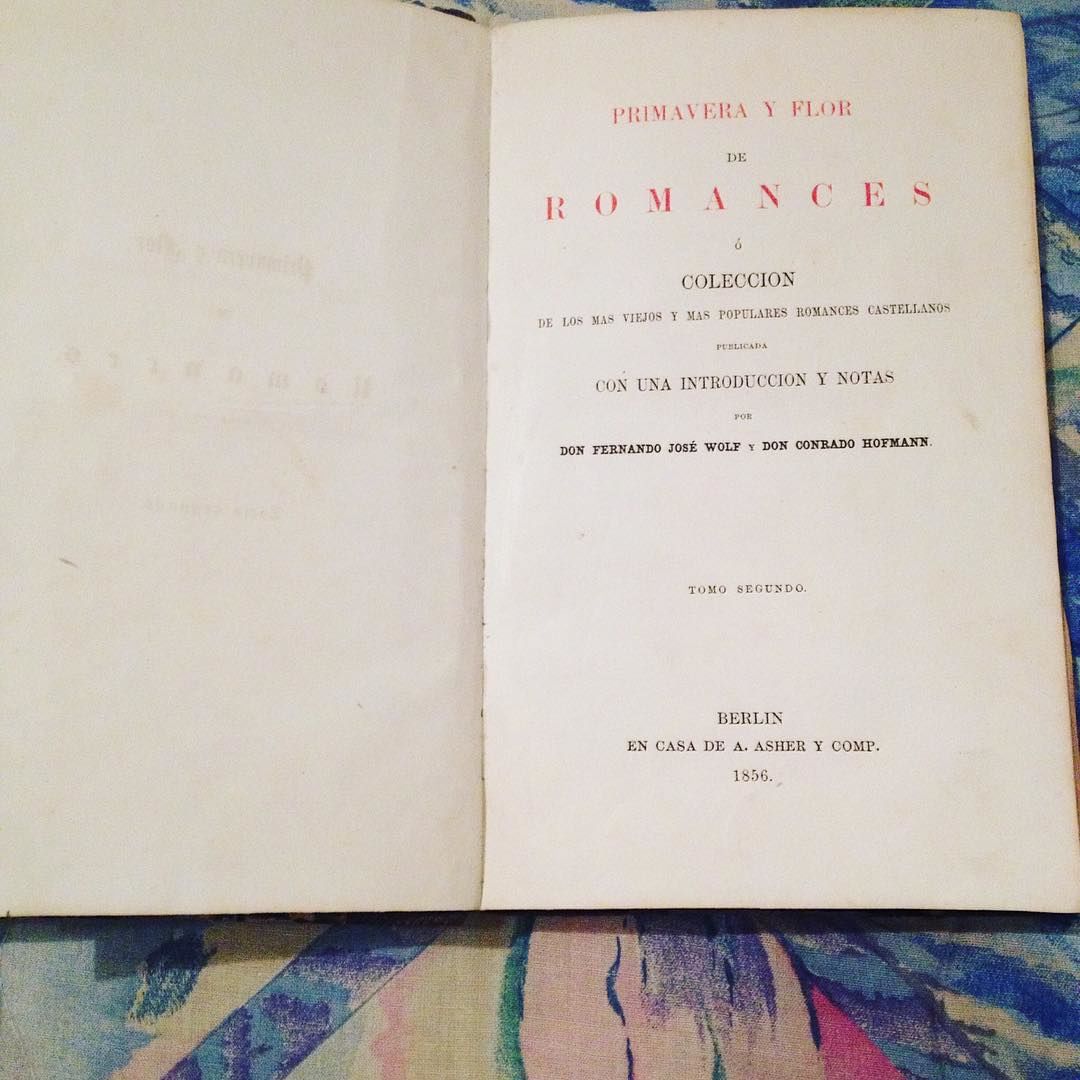 PRIMAVERA Y FLOR
DE
ROMANCES
ó
COLECCION
DE LOS MAS VIEJOS Y MAS POPULARES ROMANCES CASTELLANOS
PUBLICADA
CON UNA INTRODUCCION Y NOTAS
POR
DON FERNANDO JOSÉ WOLF Y DON CONRADO HOFMANN.
TOMO SEGUNDO.
BERLIN
EN CASA DE A. ASHER Y COMP.
1856.